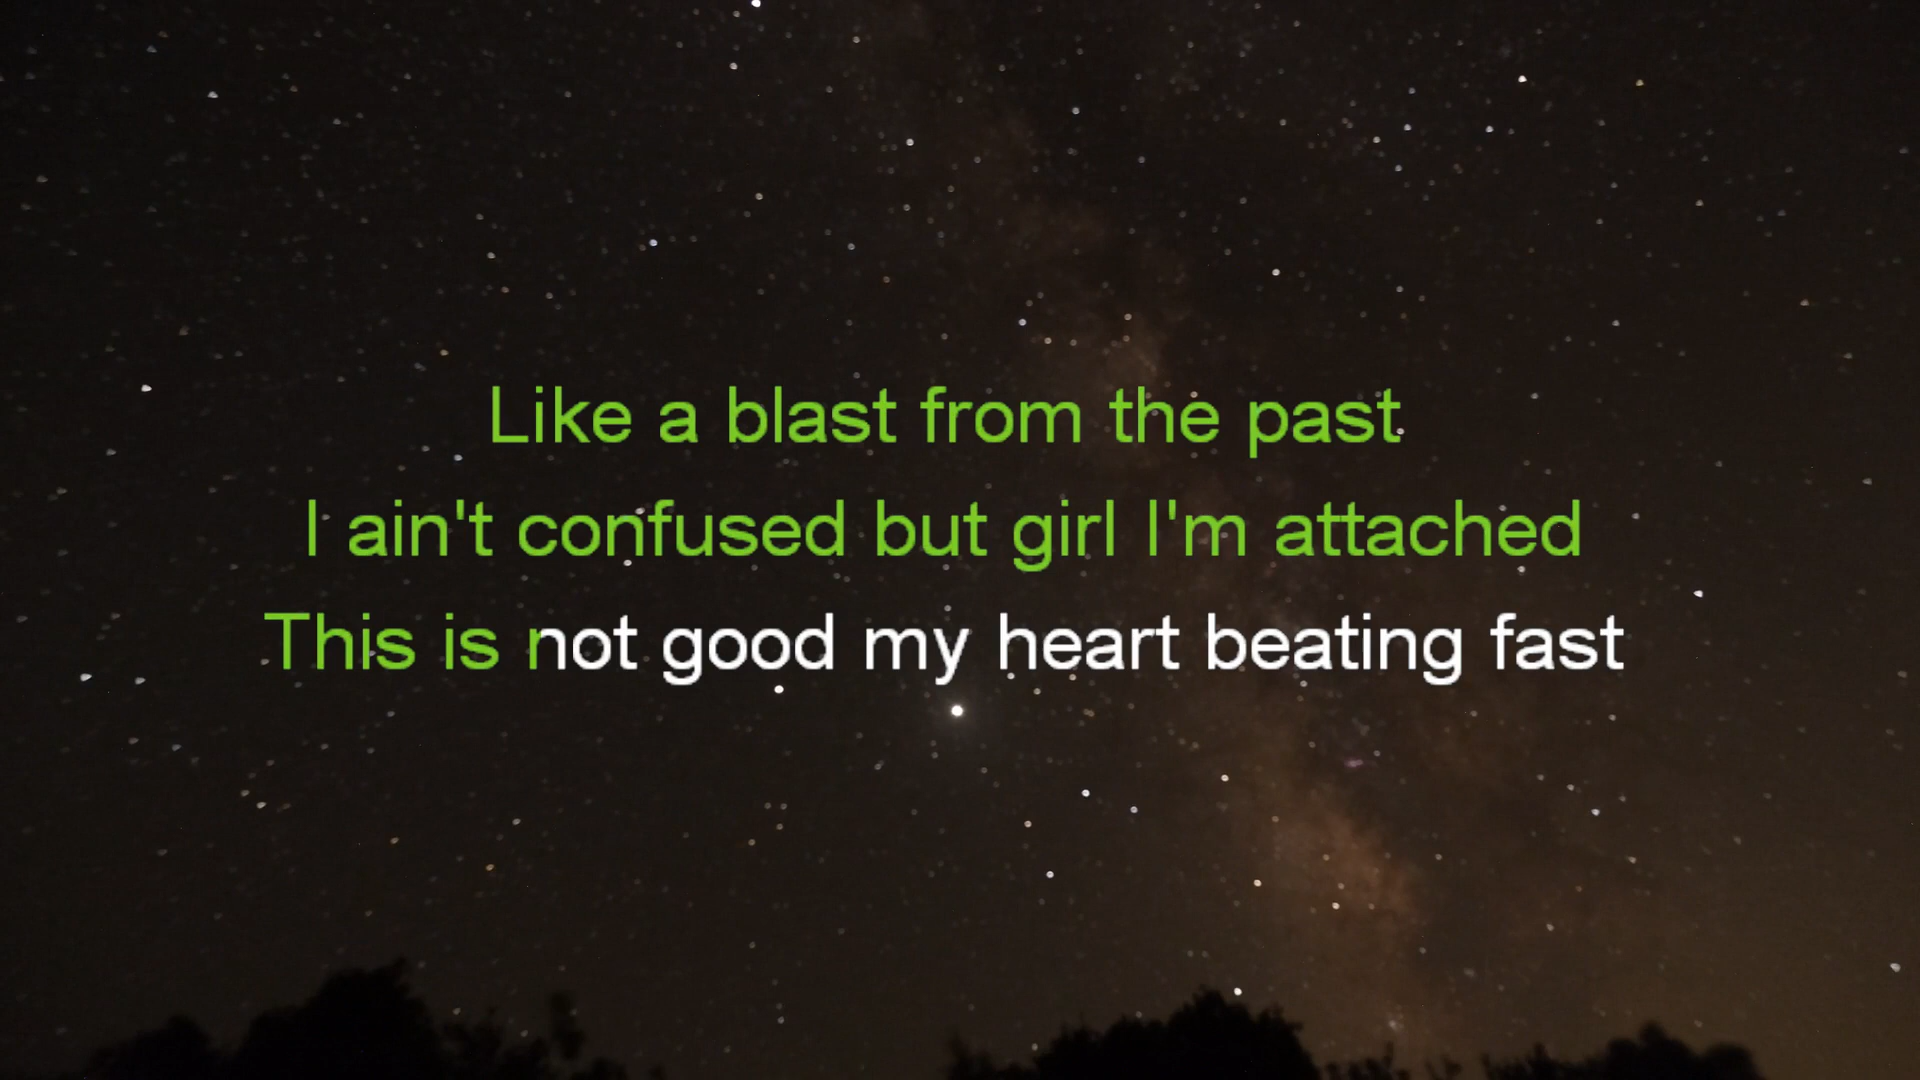 Like a blast from the past
I ain't confused but girl I'm attached
This is not good my heart beating fast